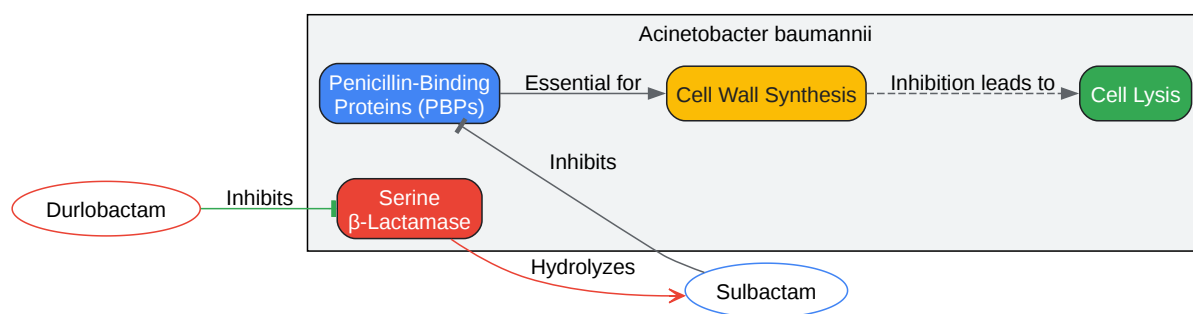 Acinetobacter baumannii
Penicillin-Binding
Proteins (PBPs)
Essential for
Cell Wall Synthesis
Inhibition leads to
Cell Lysis
Inhibits
Durlobactam
Inhibits
Serine
β-Lactamase
Hydrolyzes
Sulbactam